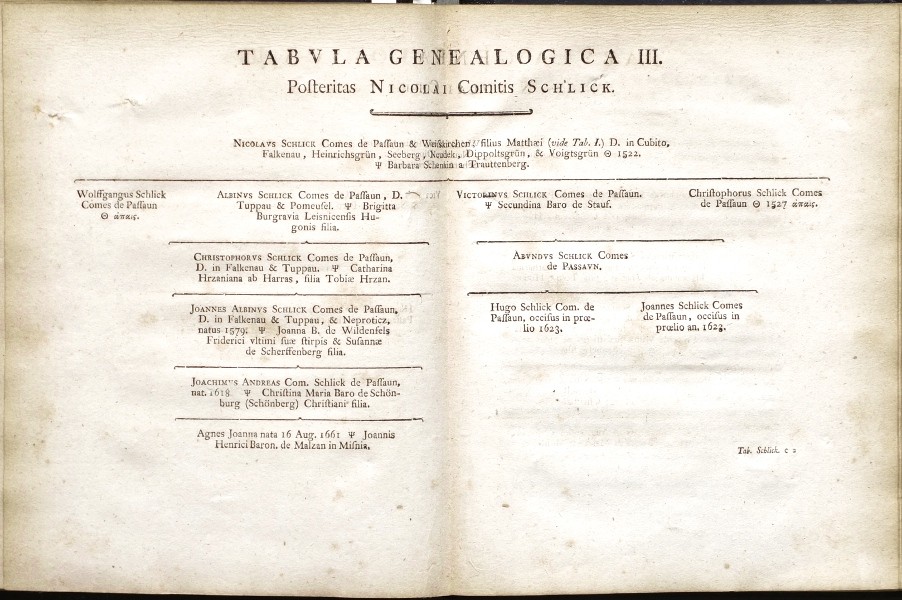 TABVLA GENEALOGICA III.
Poſteritas NICOLAI Comitis SCHLICK.
NICOLAVS SCHLICK Comes de Paſſaun & Weiſskirchen filius Matthæi (vide Tab. I.) D. in Cubito,
Falkenau, Heinrichsgrün, Seeberg, Neudek, Dippoltsgrün, & Voigtsgrün Θ 1522.
Ψ Barbara Schenkin a Trauttenberg.
Wolffgangus Schlick
Comes de Paſſaun
Θ ἄπαις.
ALBINVS SCHLICK Comes de Paſſaun, D.
Tuppau & Pomeuſel. Ψ Brigitta
Burgravia Leisnicenſis Hu-
gonis filia.
VICTORINVS SCHLICK Comes de Paſſaun.
Ψ Secundina Baro de Stauf.
Chriſtophorus Schlick Comes
de Paſſaun Θ 1527 ἄπαις.
CHRISTOPHORVS SCHLICK Comes de Paſſaun,
D. in Falkenau & Tuppau. Ψ Catharina
Hrzaniana ab Harras, filia Tobiæ Hrzan.
ABVNDVS SCHLICK Comes
de PASSAVN.
JOANNES ALBINVS SCHLICK Comes de Paſſaun,
D. in Falkenau & Tuppau, & Neproticz,
natus 1579; Ψ Joanna B. de Wildenfels
Friderici vltimi ſuæ ſtirpis & Suſannæ
de Scherffenberg filia.
Hugo Schlick Com. de
Paſſaun, occiſus in prœ-
lio 1623.
Joannes Schlick Comes
de Paſſaun, occiſus in
prœlio an. 1623.
JOACHIMVS ANDREAS Com. Schlick de Paſſaun,
nat. 1618 Ψ Chriſtina Maria Baro de Schön-
burg (Schönberg) Chriſtiani filia.
Agnes Joanna nata 16 Aug. 1661 Ψ Joannis
Henrici Baron. de Malzan in Miſnia.
Tab. Schlick. c 2